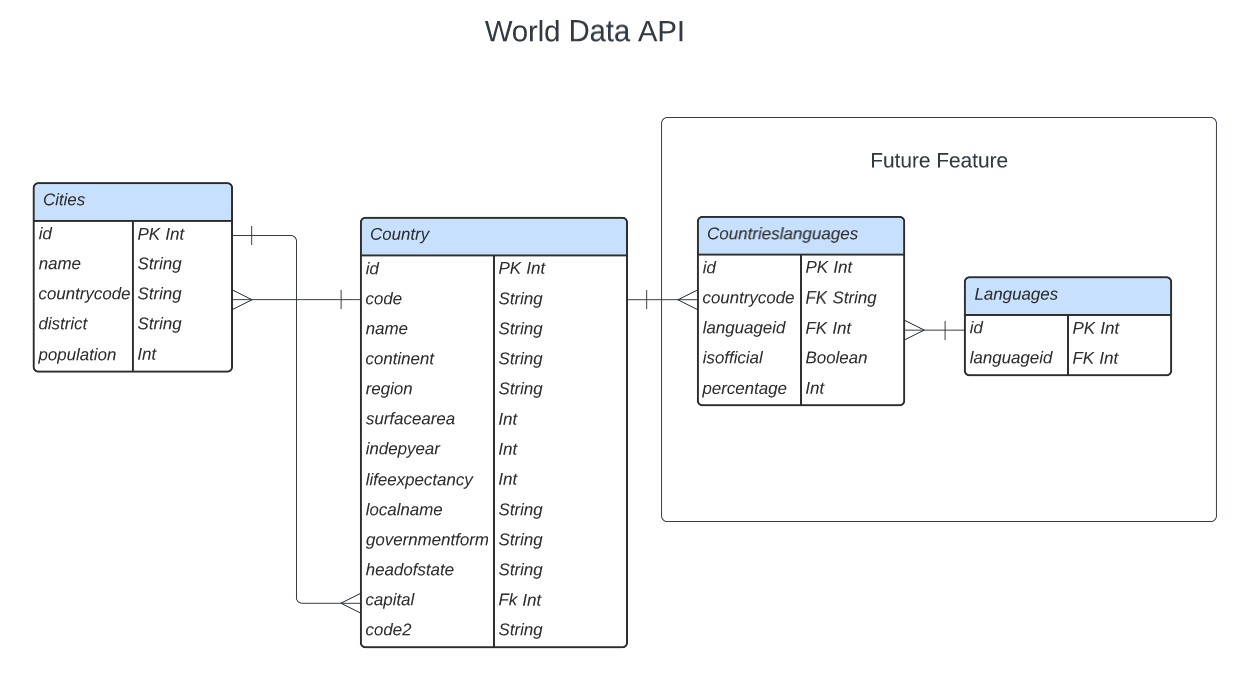 World Data API
Future Feature
Cities
id PK Int
name String
countrycode String
district String
population Int
Country
id PK Int
code String
name String
continent String
region String
surfacearea Int
indepyear Int
lifeexpectancy Int
localname String
governmentform String
headofstate String
capital Fk Int
code2 String
Countrieslanguages
id PK Int
countrycode FK String
languageid FK Int
isofficial Boolean
percentage Int
Languages
id PK Int
languageid FK Int